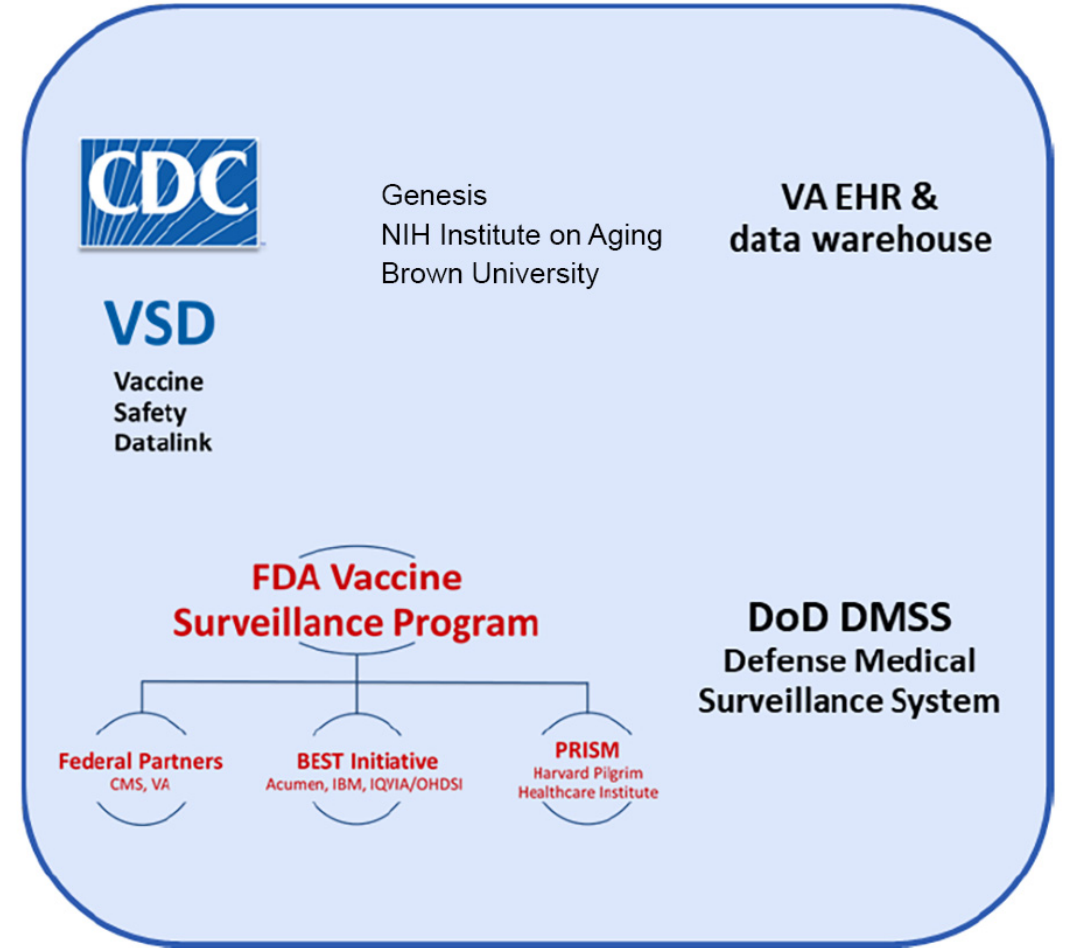 CDC
VSD
Vaccine
Safety
Datalink
Genesis
NIH Institute on Aging
Brown University
VA EHR &
data warehouse
FDA Vaccine
Surveillance Program
Federal Partners
CMS, VA
BEST Initiative
Acumen, IBM, IQVIA/OHDSI
PRISM
Harvard Pilgrim
Healthcare Institute
DoD DMSS
Defense Medical
Surveillance System